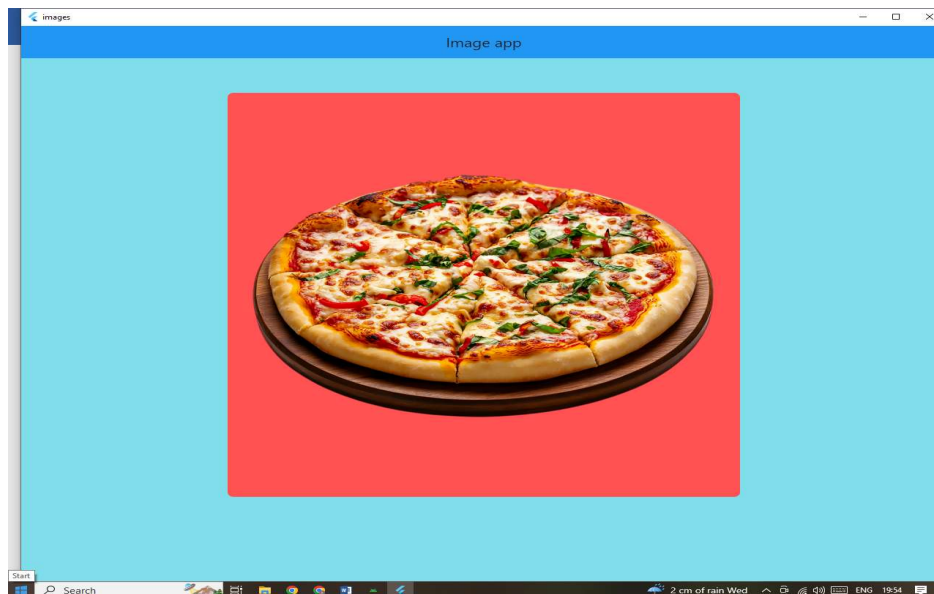 images
Image app
Start
Search
2 cm of rain Wed
ENG
19:54